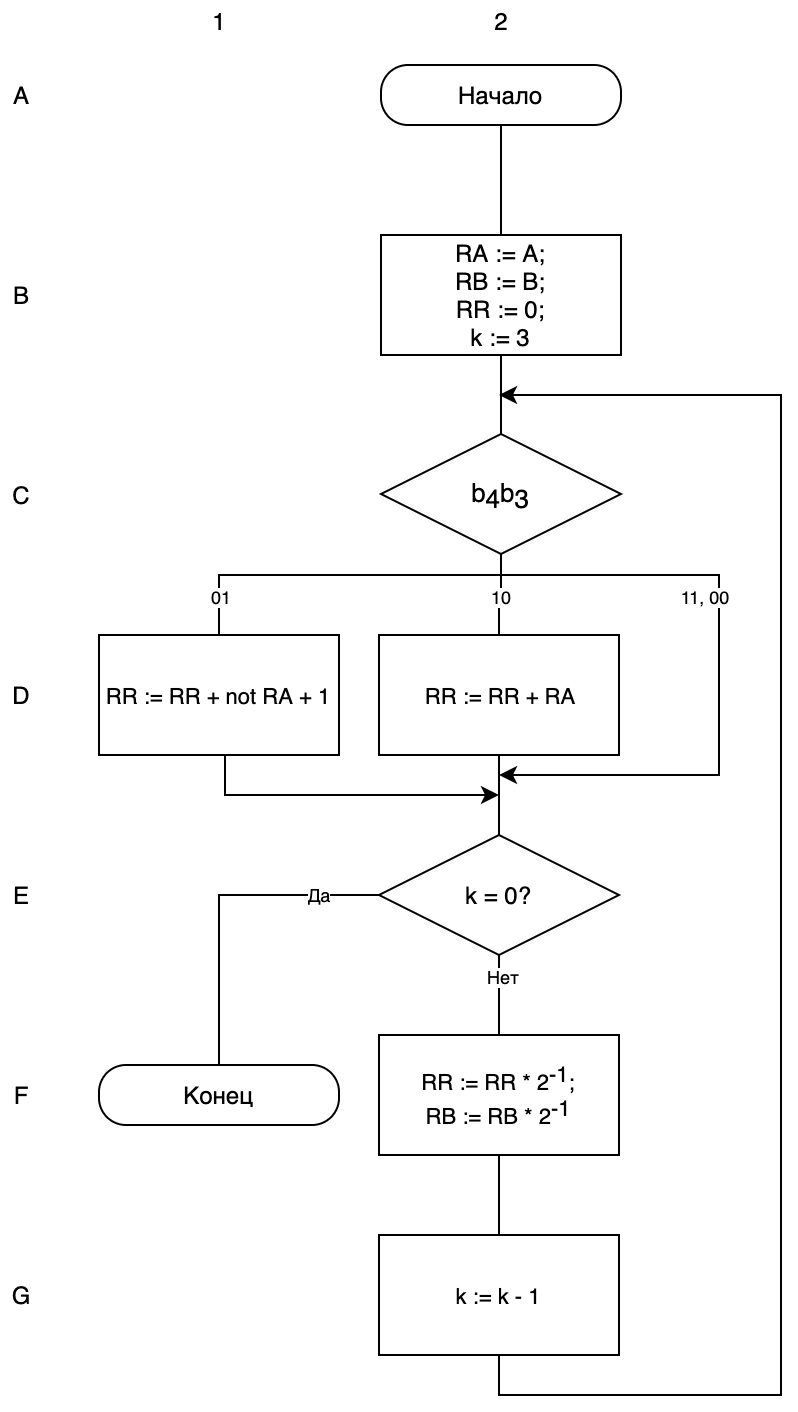 1
2
A
Начало
B
RA := A;
RB := B;
RR := 0;
k := 3
C
b₄b₃
01
10
11, 00
D
RR := RR + not RA + 1
RR := RR + RA
E
Да
k = 0?
Нет
F
Конец
RR := RR * 2⁻¹;
RB := RB * 2⁻¹
G
k := k - 1